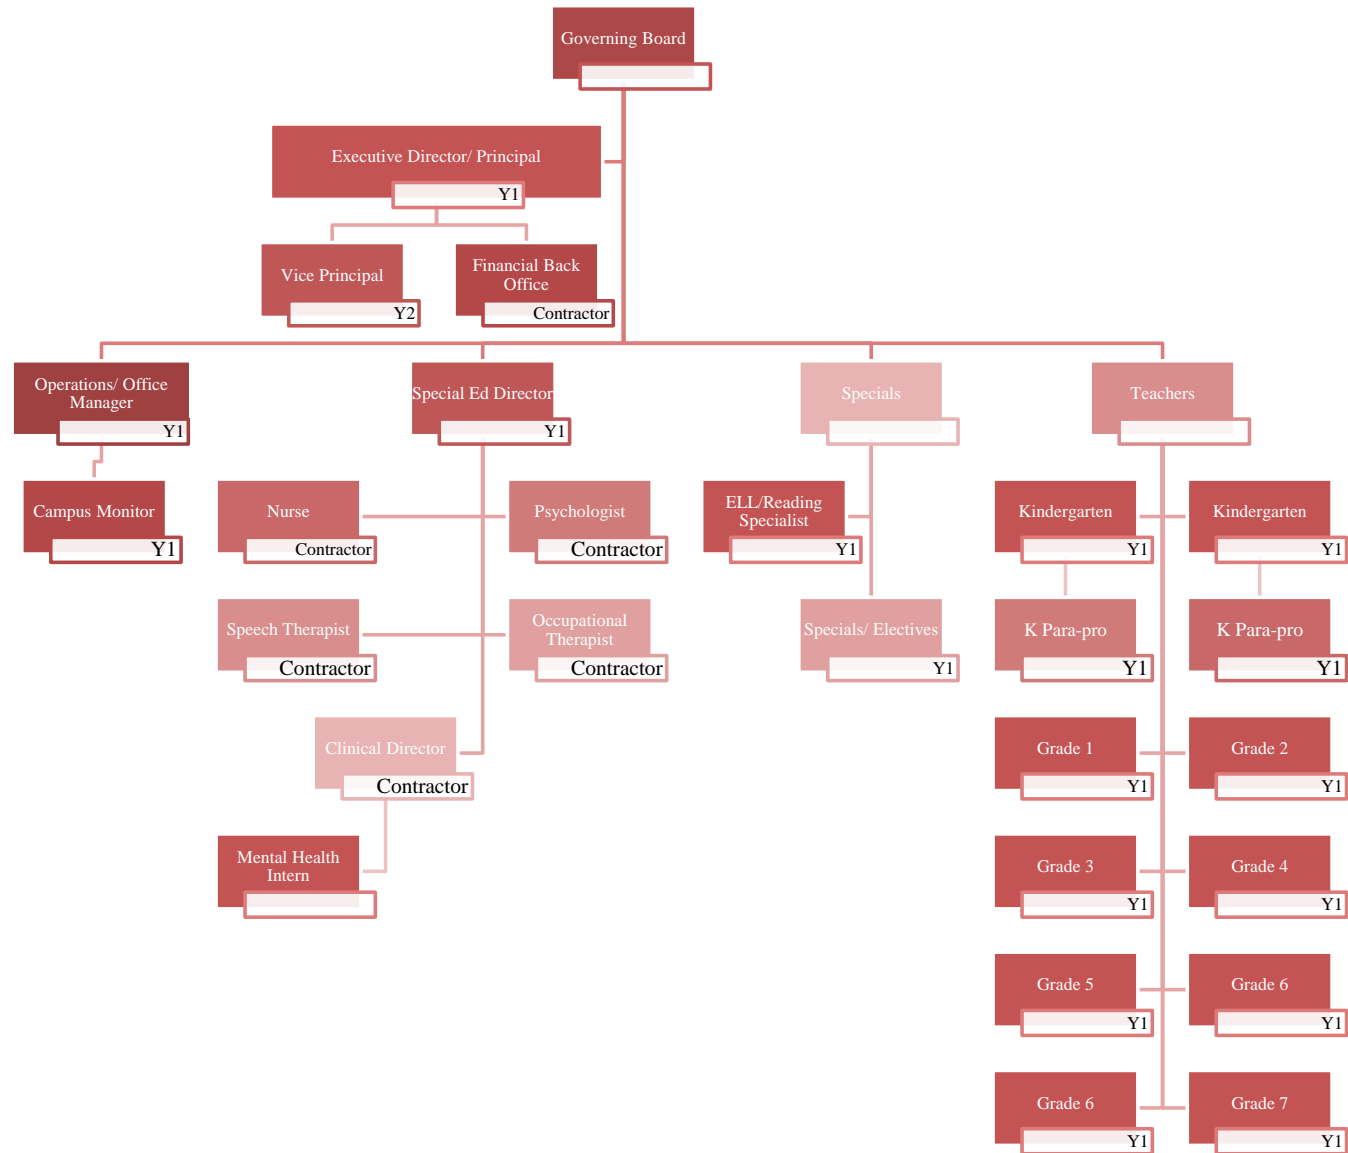 Governing Board
Executive Director/ Principal
Y1
Vice Principal
Y2
Financial Back
Office
Contractor
Operations/ Office
Manager
Y1
Special Ed Director
Y1
Specials
Teachers
Campus Monitor
Y1
Nurse
Contractor
Psychologist
Contractor
ELL/Reading
Specialist
Y1
Kindergarten
Y1
Kindergarten
Y1
Speech Therapist
Contractor
Occupational
Therapist
Contractor
Specials/ Electives
Y1
K Para-pro
Y1
K Para-pro
Y1
Clinical Director
Contractor
Grade 1
Y1
Grade 2
Y1
Mental Health
Intern
Grade 3
Y1
Grade 4
Y1
Grade 5
Y1
Grade 6
Y1
Grade 6
Y1
Grade 7
Y1